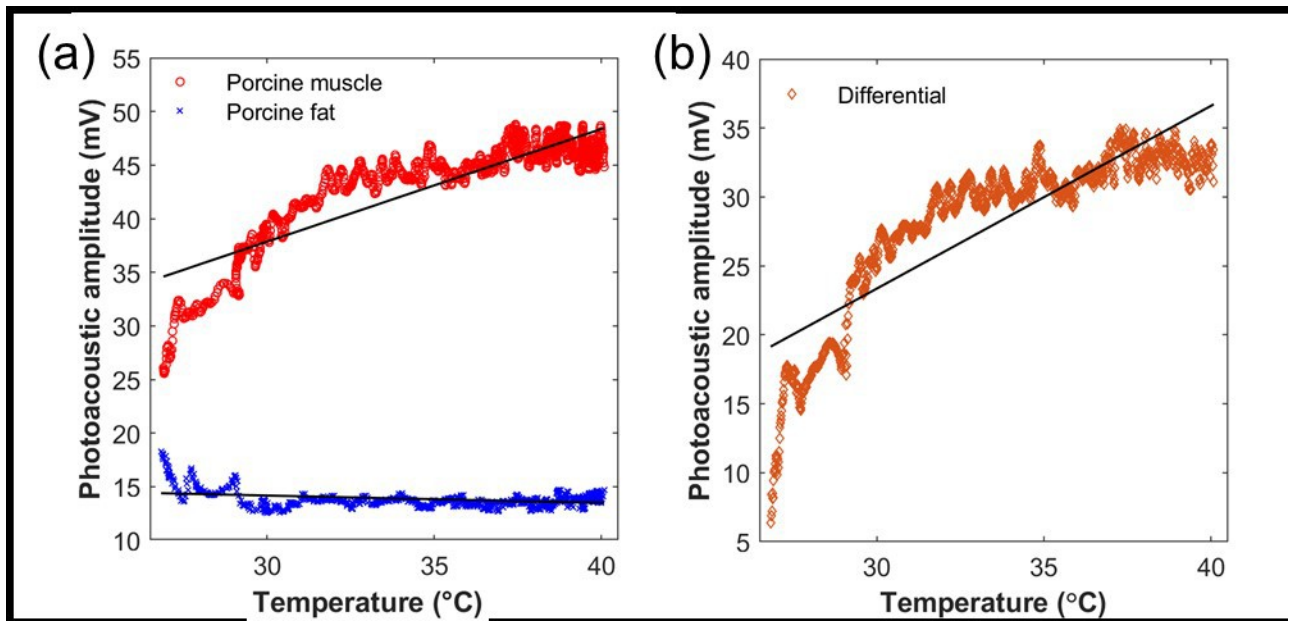 (a)
Photoacoustic amplitude (mV)
55
50
45
40
35
30
25
20
15
10
Porcine muscle
Porcine fat
30 35 40
Temperature (°C)
(b)
Photoacoustic amplitude (mV)
40
35
30
25
20
15
10
5
Differential
30 35 40
Temperature (°C)